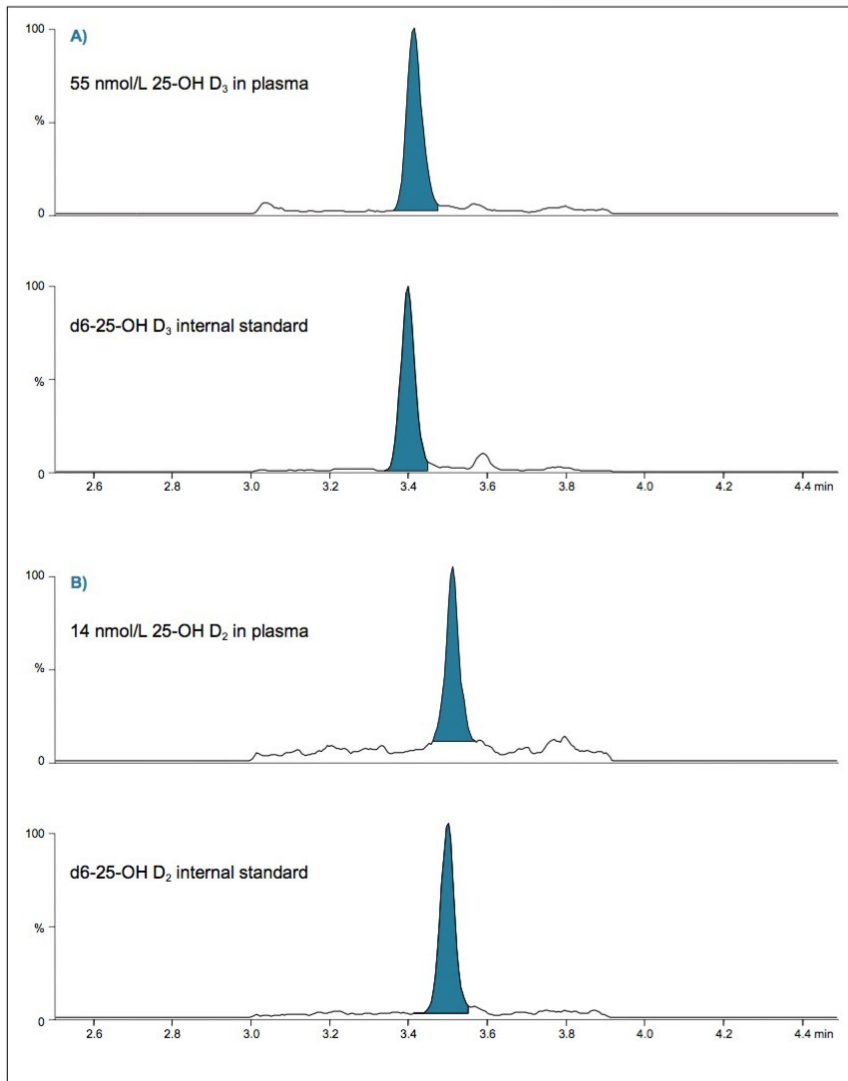 A)
100
55 nmol/L 25-OH D₃ in plasma
%
0
100
d6-25-OH D₃ internal standard
%
0
2.6 2.8 3.0 3.2 3.4 3.6 3.8 4.0 4.2 4.4 min
B)
100
14 nmol/L 25-OH D₂ in plasma
%
0
100
d6-25-OH D₂ internal standard
%
0
2.6 2.8 3.0 3.2 3.4 3.6 3.8 4.0 4.2 4.4 min